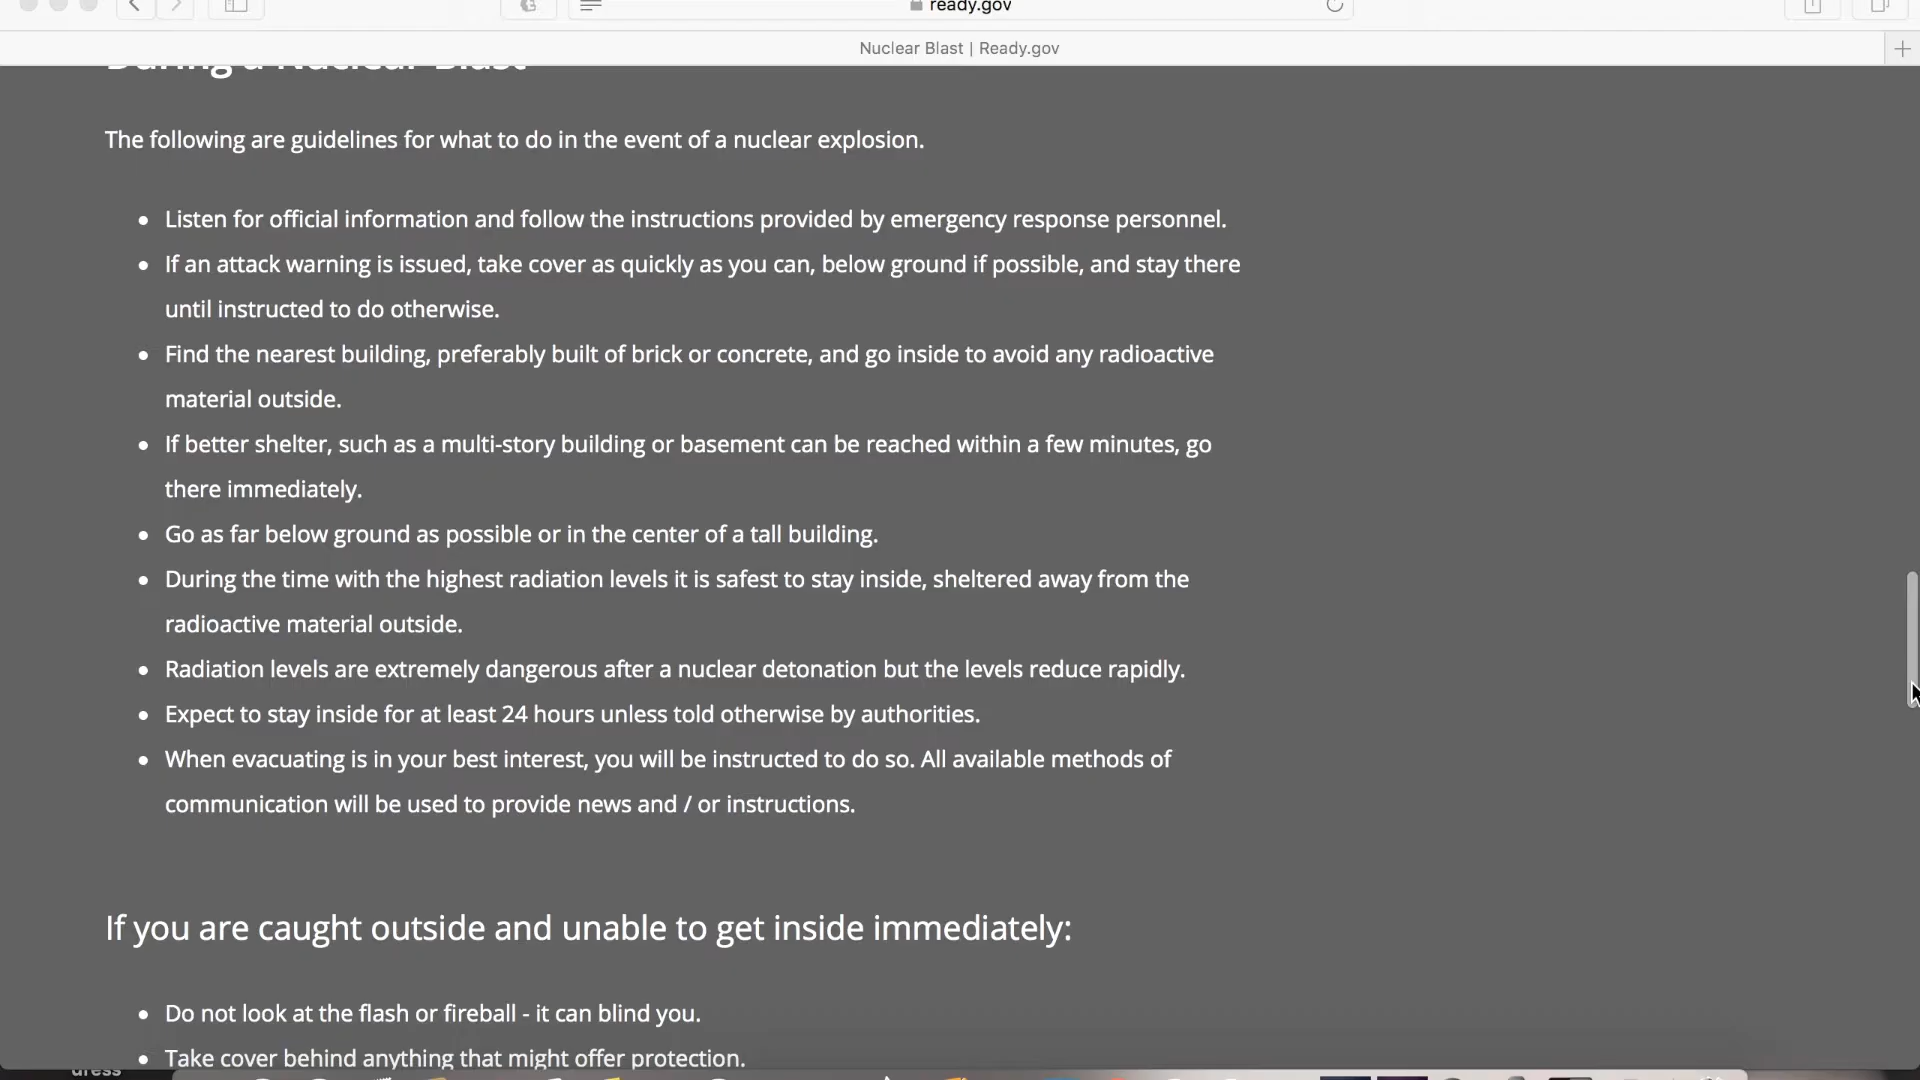 ready.gov
Nuclear Blast | Ready.gov
During a Nuclear Blast
The following are guidelines for what to do in the event of a nuclear explosion.
• Listen for official information and follow the instructions provided by emergency response personnel.
• If an attack warning is issued, take cover as quickly as you can, below ground if possible, and stay there
until instructed to do otherwise.
• Find the nearest building, preferably built of brick or concrete, and go inside to avoid any radioactive
material outside.
• If better shelter, such as a multi-story building or basement can be reached within a few minutes, go
there immediately.
• Go as far below ground as possible or in the center of a tall building.
• During the time with the highest radiation levels it is safest to stay inside, sheltered away from the
radioactive material outside.
• Radiation levels are extremely dangerous after a nuclear detonation but the levels reduce rapidly.
• Expect to stay inside for at least 24 hours unless told otherwise by authorities.
• When evacuating is in your best interest, you will be instructed to do so. All available methods of
communication will be used to provide news and / or instructions.
If you are caught outside and unable to get inside immediately:
• Do not look at the flash or fireball - it can blind you.
• Take cover behind anything that might offer protection.